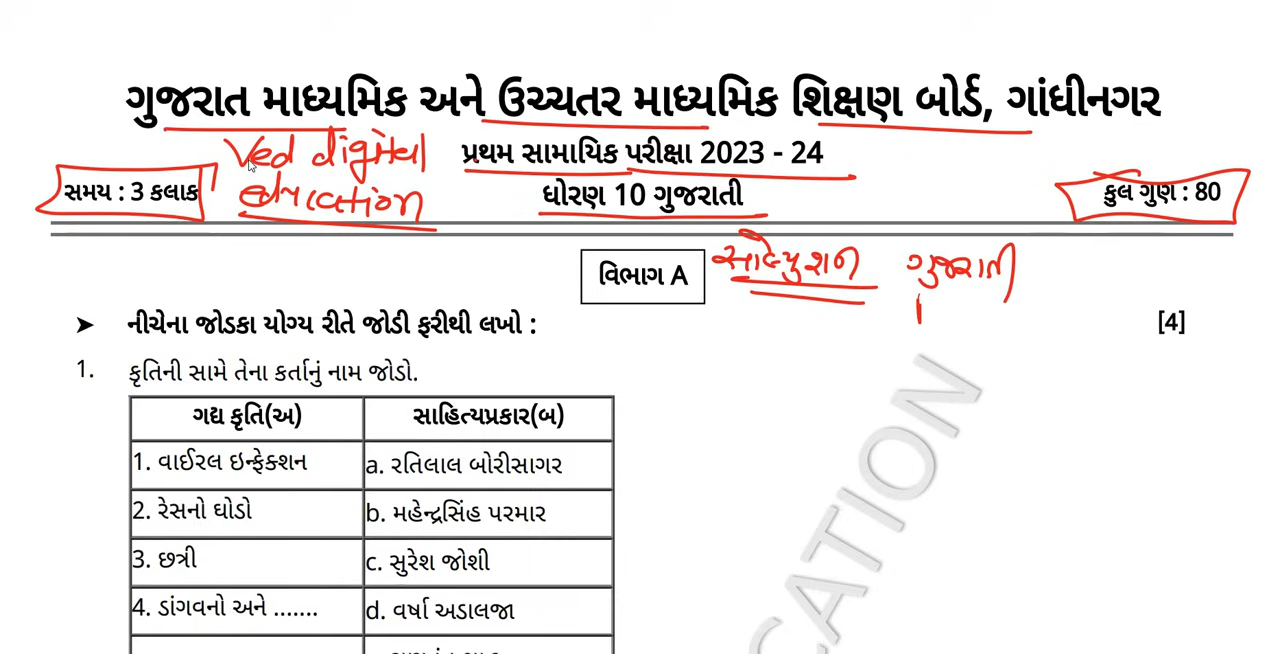 ગુજરાત માધ્યમિક અને ઉચ્ચતર માધ્યમિક શિક્ષણ બોર્ડ, ગાંધીનગર
Ved digital
પ્રથમ સામાયિક પરીક્ષા 2023 - 24
સમય : 3 કલાક
education
ધોરણ 10 ગુજરાતી
કુલ ગુણ : 80
વિભાગ A
સોલ્યુશન ગુજરાતી
➤ નીચેના જોડકા યોગ્ય રીતે જોડી ફરીથી લખો : [4]
1. કૃતિની સામે તેના કર્તાનું નામ જોડો.
ગદ્ય કૃતિ(અ) સાહિત્યપ્રકાર(બ)
1. વાઈરલ ઇન્ફેક્શન a. રતિલાલ બોરીસાગર
2. રેસનો ઘોડો b. મહેન્દ્રસિંહ પરમાર
3. છત્રી c. સુરેશ જોશી
4. ડાંગવનો અને ....... d. વર્ષા અડાલજા
CATION